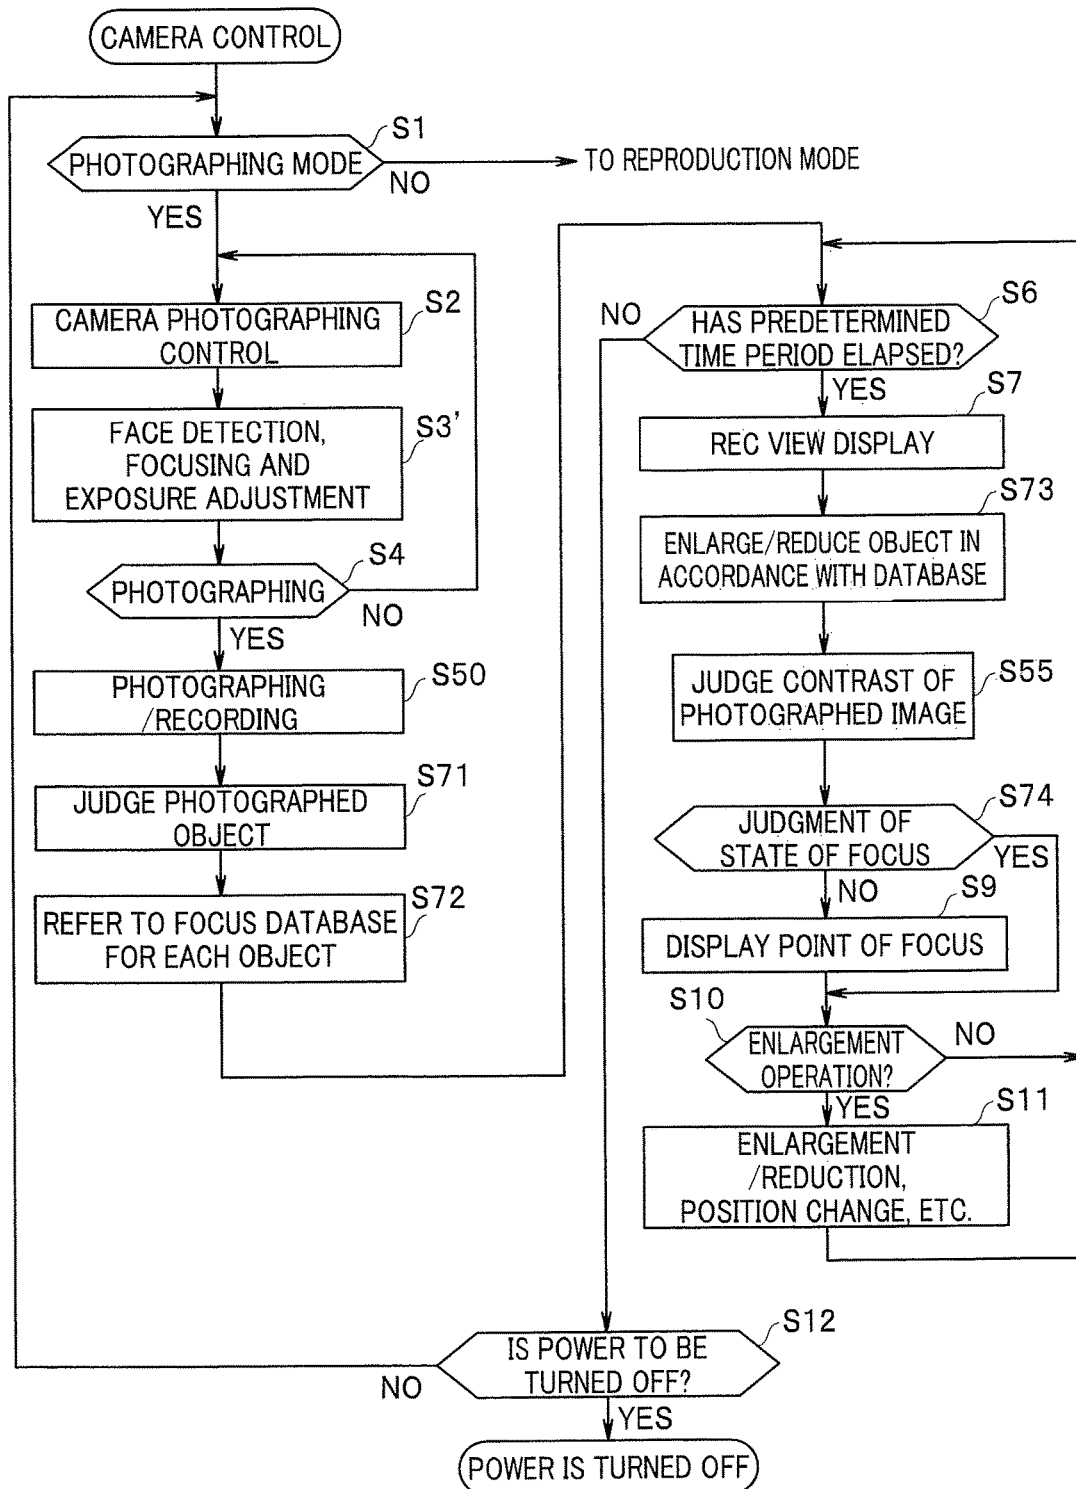 CAMERA CONTROL
S1
PHOTOGRAPHING MODE
NO
TO REPRODUCTION MODE
YES
S2
CAMERA PHOTOGRAPHING
CONTROL
S3'
FACE DETECTION,
FOCUSING AND
EXPOSURE ADJUSTMENT
S4
PHOTOGRAPHING
NO
YES
S50
PHOTOGRAPHING
/RECORDING
S71
JUDGE PHOTOGRAPHED
OBJECT
S72
REFER TO FOCUS DATABASE
FOR EACH OBJECT
S6
NO
HAS PREDETERMINED
TIME PERIOD ELAPSED?
YES
S7
REC VIEW DISPLAY
S73
ENLARGE/REDUCE OBJECT IN
ACCORDANCE WITH DATABASE
S55
JUDGE CONTRAST OF
PHOTOGRAPHED IMAGE
S74
JUDGMENT OF
STATE OF FOCUS
YES
NO
S9
DISPLAY POINT OF FOCUS
S10
ENLARGEMENT
OPERATION?
NO
YES
S11
ENLARGEMENT
/REDUCTION,
POSITION CHANGE, ETC.
S12
IS POWER TO BE
TURNED OFF?
NO
YES
POWER IS TURNED OFF